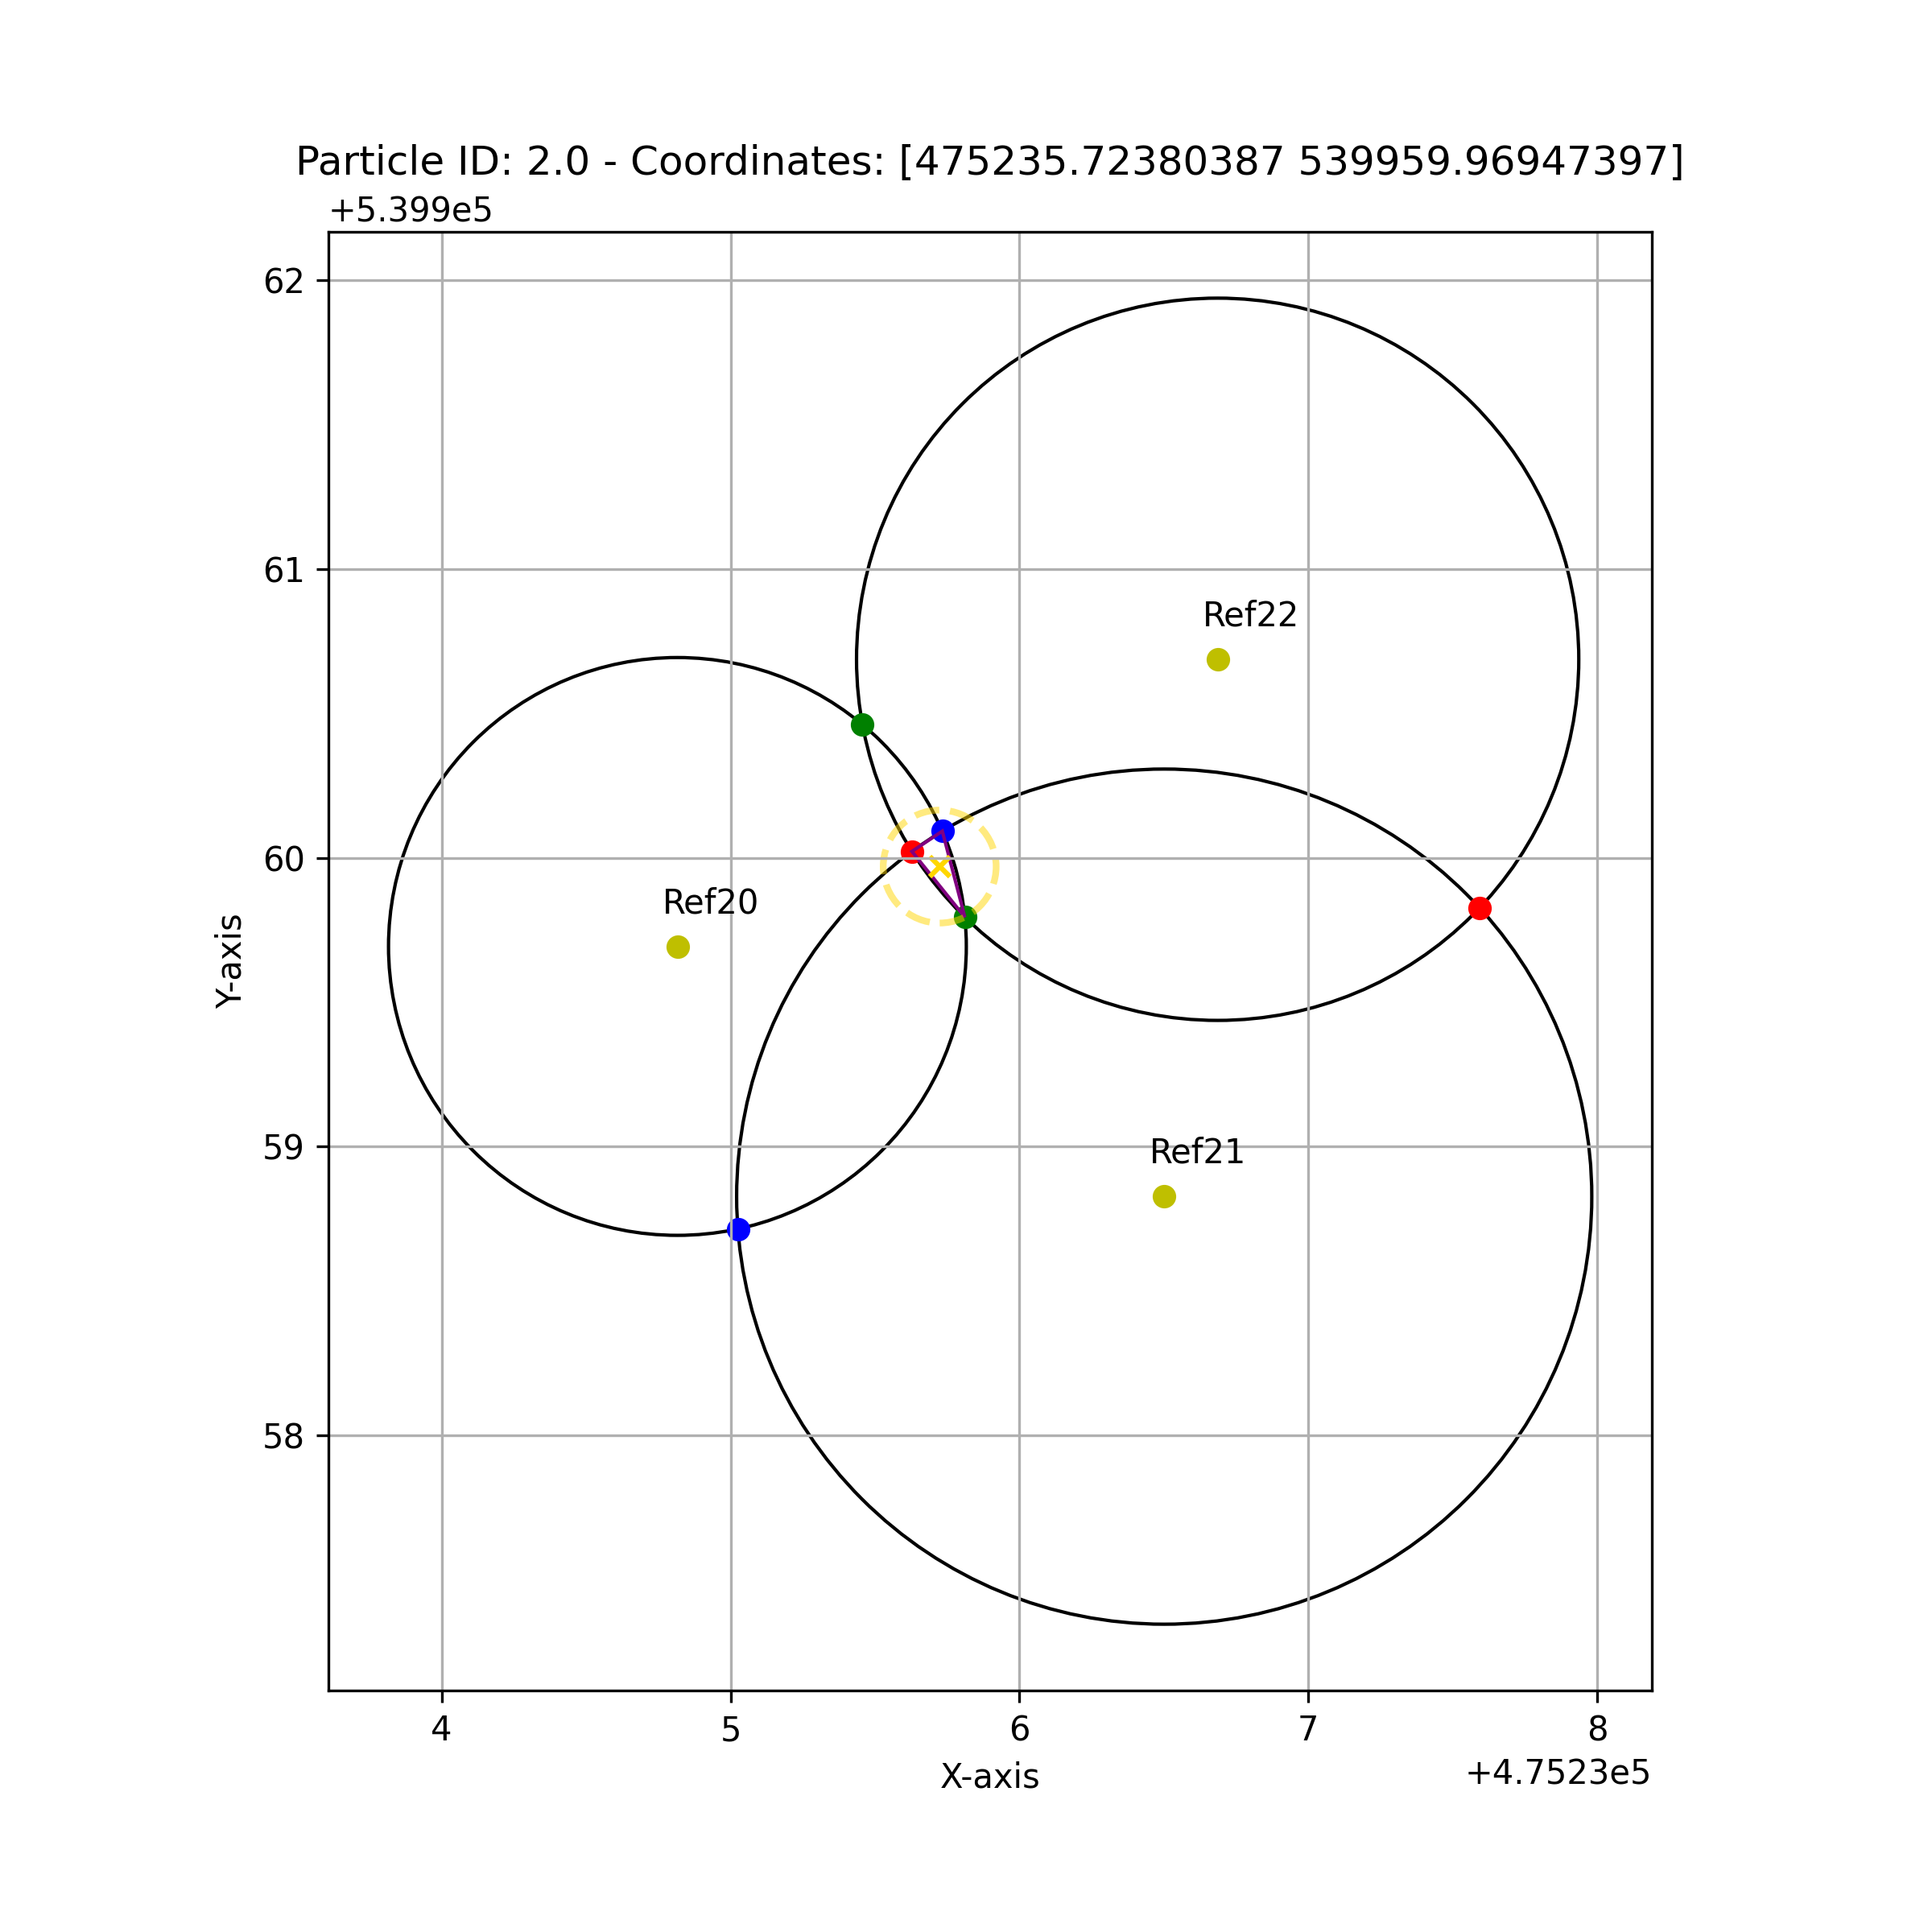 Particle ID: 2.0 - Coordinates: [475235.72380387 539959.96947397]
+5.399e5
62
61
Ref22
60
Ref20
Y-axis
59
Ref21
58
4 5 6 7 8
X-axis
+4.7523e5